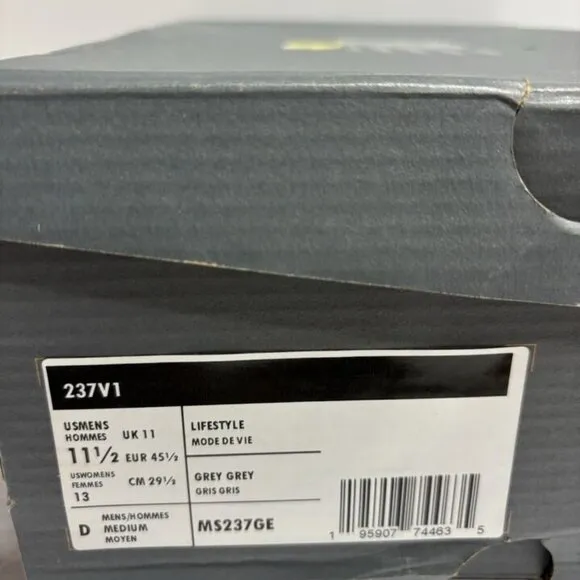 237V1
USMENS
HOMMES
11½
UK 11
EUR 45½
USWOMENS
FEMMES
13
CM 29½
D
MENS/HOMMES
MEDIUM
MOYEN
LIFESTYLE
MODE DE VIE
GREY GREY
GRIS GRIS
MS237GE
1 95907 74463 5